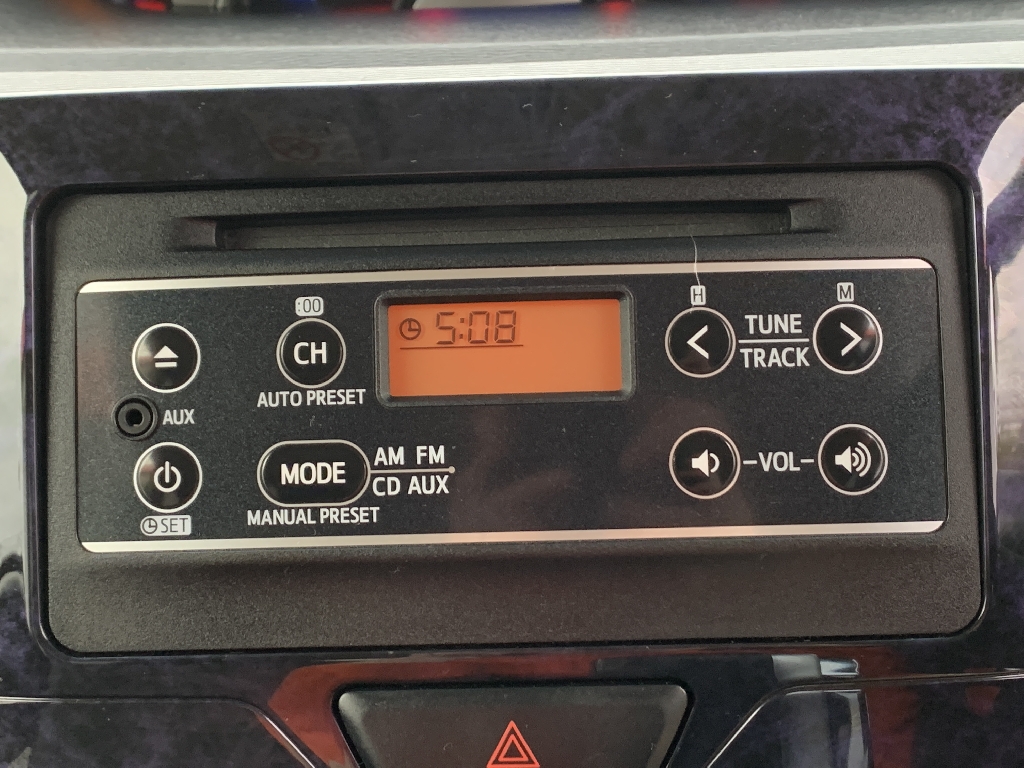 :00
CH
AUTO PRESET
5:08
H
TUNE
TRACK
M
AUX
MODE
AM FM
CD AUX
MANUAL PRESET
SET
-VOL-